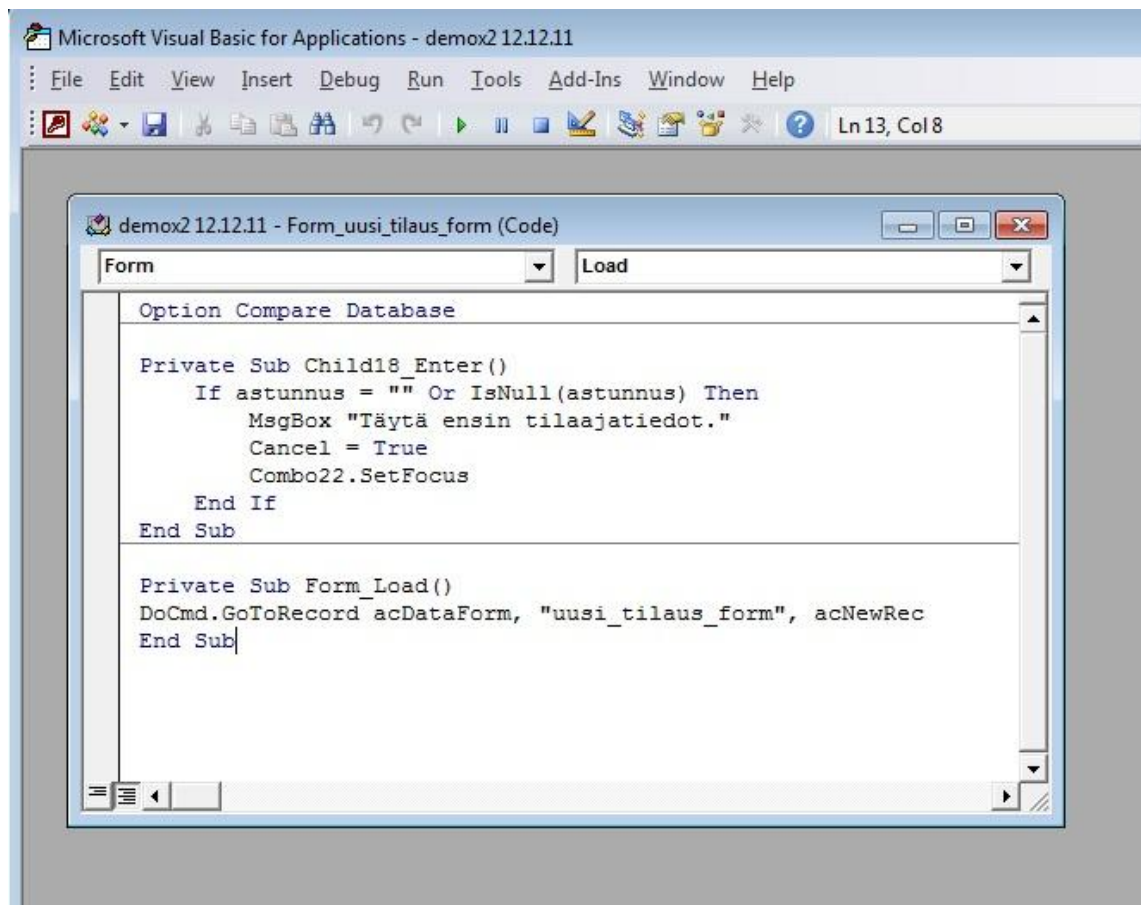 Microsoft Visual Basic for Applications - demox2 12.12.11
File Edit View Insert Debug Run Tools Add-Ins Window Help
Ln 13, Col 8
demox2 12.12.11 - Form_uusi_tilaus_form (Code)
Form Load
Option Compare Database
Private Sub Child18_Enter()
If astunnus = "" Or IsNull(astunnus) Then
MsgBox "Täytä ensin tilaajatiedot."
Cancel = True
Combo22.SetFocus
End If
End Sub
Private Sub Form_Load()
DoCmd.GoToRecord acDataForm, "uusi_tilaus_form", acNewRec
End Sub